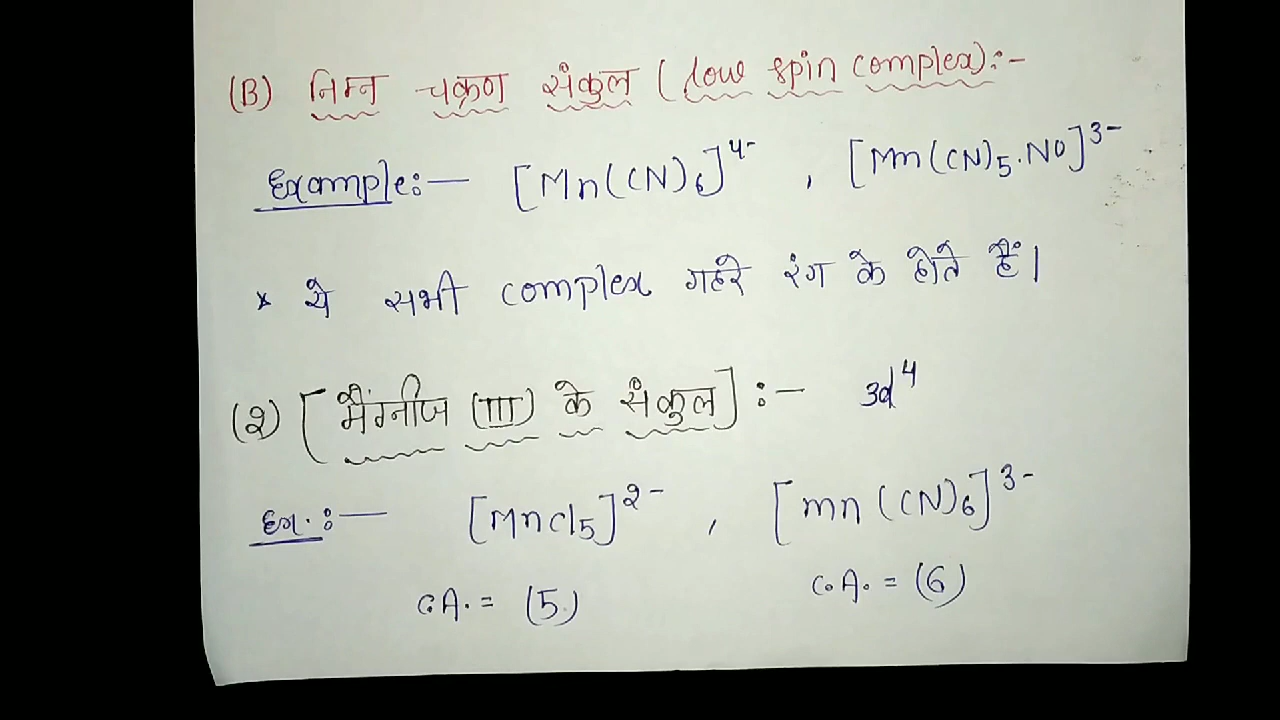 (B) निम्न चक्रण संकुल (low spin complex):-
Example:— [Mn(CN)₆]⁴⁻ , [Mn(CN)₅.NO]³⁻
* ये सभी complex गहरे रंग के होते हैं।
(२) [मैंगनीज (III) के संकुल] :- 3d⁴
Ex.:— [MnCl₅]²⁻ , [mn(CN)₆]³⁻
C.A. = (5) C.A. = (6)